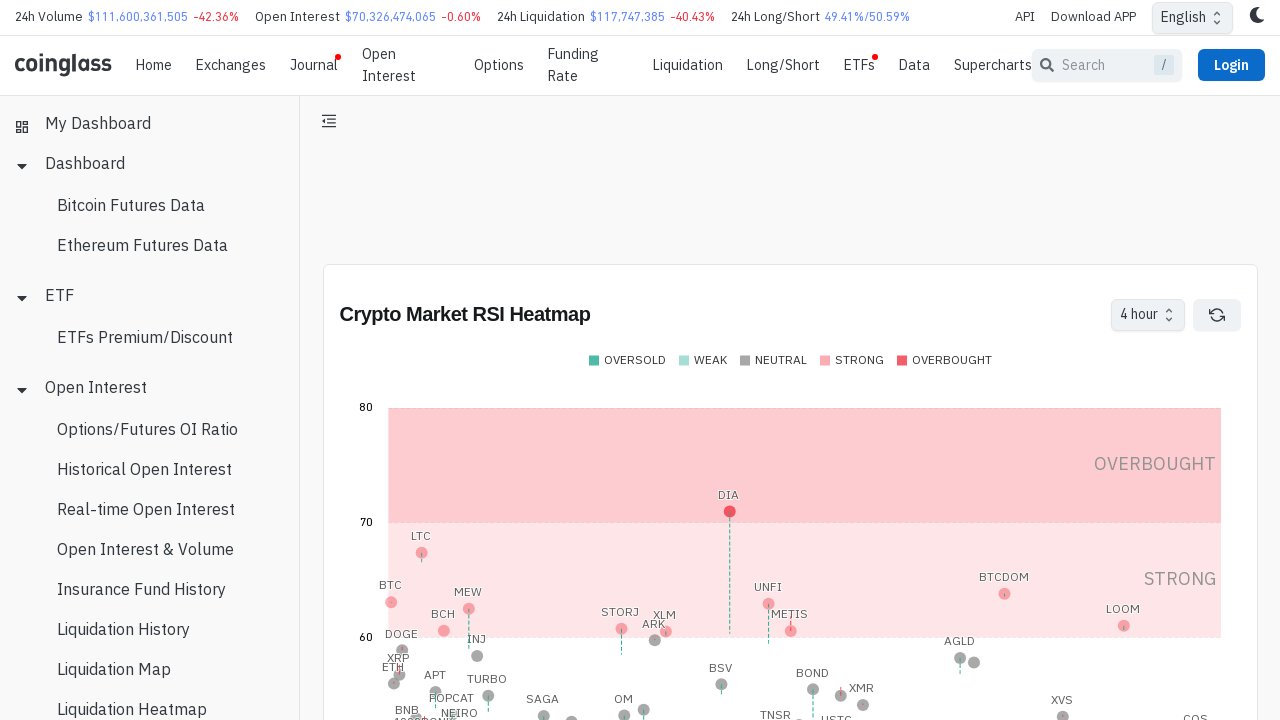 24h Volume $111,600,361,505 -42.36% Open Interest $70,326,474,065 -0.60% 24h Liquidation $117,747,385 -40.43% 24h Long/Short 49.41%/50.59% API Download APP English
coinglass Home Exchanges Journal Open Interest Options Funding Rate Liquidation Long/Short ETFs Data Supercharts Search / Login
My Dashboard
Dashboard
Bitcoin Futures Data
Ethereum Futures Data
ETF
ETFs Premium/Discount
Open Interest
Options/Futures OI Ratio
Historical Open Interest
Real-time Open Interest
Open Interest & Volume
Insurance Fund History
Liquidation History
Liquidation Map
Liquidation Heatmap
Crypto Market RSI Heatmap
4 hour
OVERSOLD WEAK NEUTRAL STRONG OVERBOUGHT
80
OVERBOUGHT
DIA
70
LTC
STRONG
BTCDOM
BTC
MEW
UNFI
BCH
STORJ
XLM
METIS
LOOM
ARK
60
DOGE
INJ
AGLD
XRP
ETH
APT
TURBO
BSV
BOND
XMR
POPCAT
SAGA
OM
XVS
BNB
NEIRO
TNSR
USTC
COS